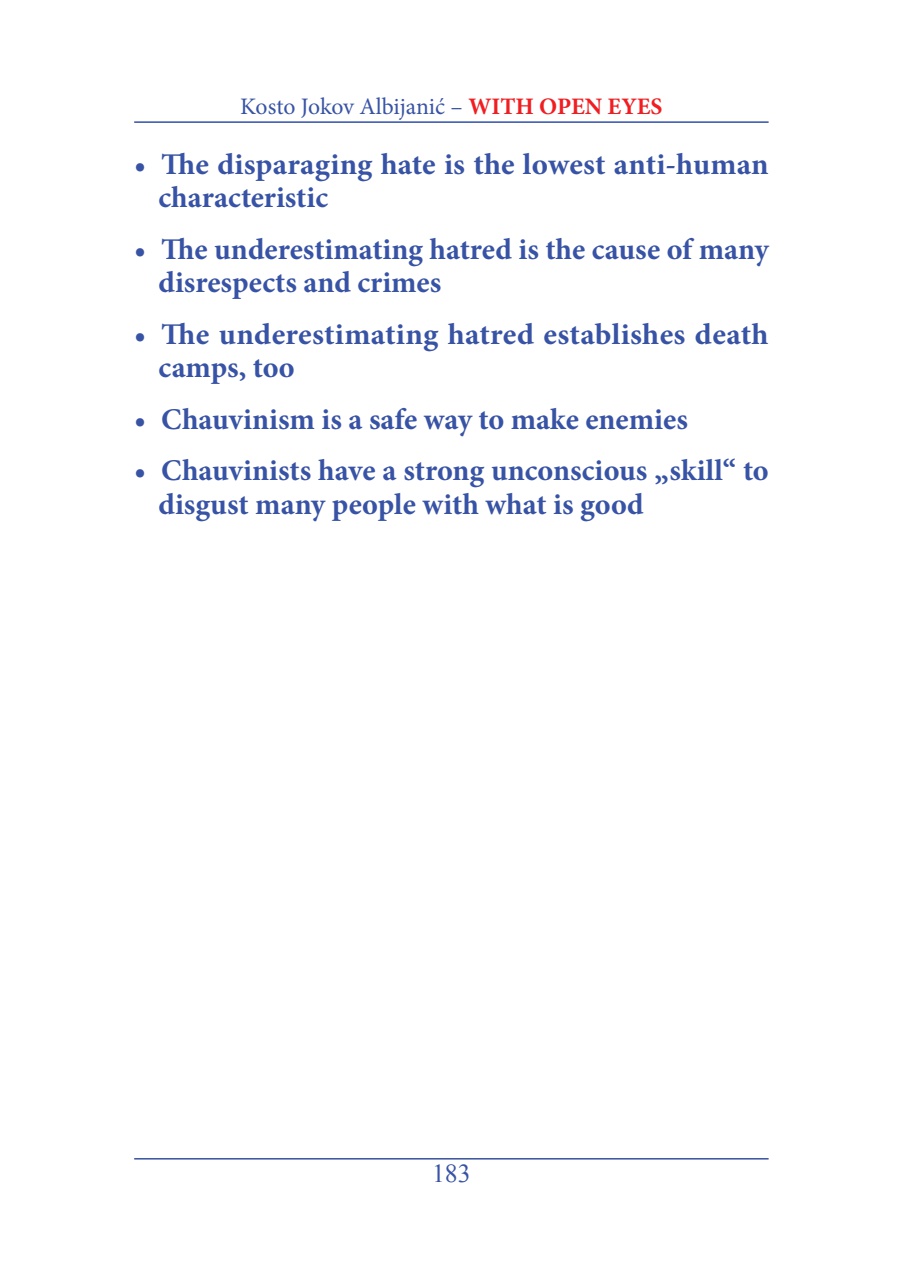 Kosto Jokov Albijanić – WITH OPEN EYES
• The disparaging hate is the lowest anti-human
characteristic
• The underestimating hatred is the cause of many
disrespects and crimes
• The underestimating hatred establishes death
camps, too
• Chauvinism is a safe way to make enemies
• Chauvinists have a strong unconscious „skill“ to
disgust many people with what is good
183